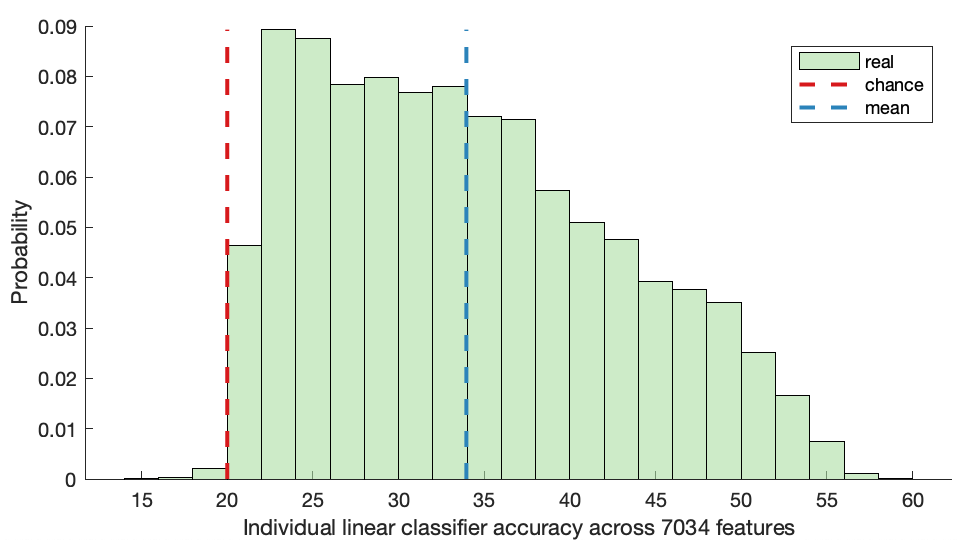 0.09
0.08
0.07
0.06
0.05
0.04
0.03
0.02
0.01
0
Probability
15 20 25 30 35 40 45 50 55 60
Individual linear classifier accuracy across 7034 features
real
chance
mean